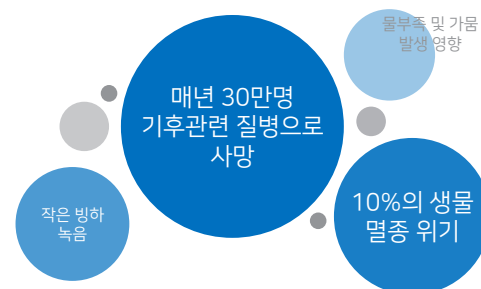 물부족 및 가뭄
발생 영향
매년 30만명
기후관련 질병으로
사망
10%의 생물
멸종 위기
작은 빙하
녹음